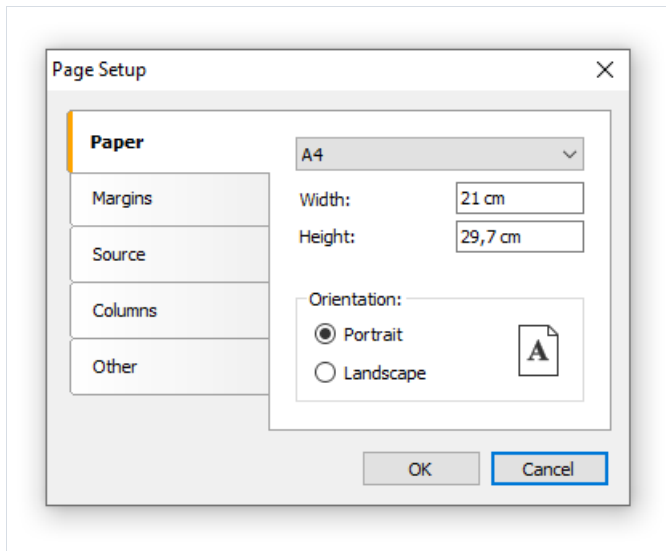 Page Setup
Paper
Margins
Source
Columns
Other
A4
Width: 21 cm
Height: 29,7 cm
Orientation:
Portrait
Landscape
A
OK Cancel